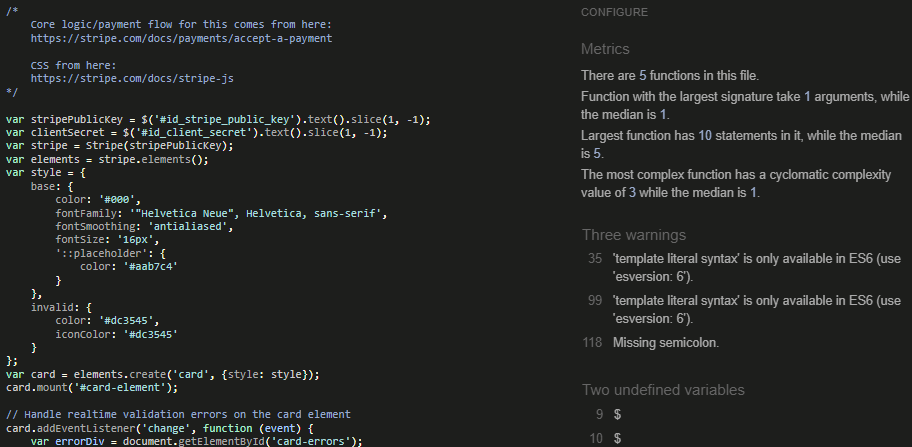 /*
    Core logic/payment flow for this comes from here:
    https://stripe.com/docs/payments/accept-a-payment

    CSS from here:
    https://stripe.com/docs/stripe-js
*/

var stripePublicKey = $('#id_stripe_public_key').text().slice(1, -1);
var clientSecret = $('#id_client_secret').text().slice(1, -1);
var stripe = Stripe(stripePublicKey);
var elements = stripe.elements();
var style = {
    base: {
        color: '#000',
        fontFamily: '"Helvetica Neue", Helvetica, sans-serif',
        fontSmoothing: 'antialiased',
        fontSize: '16px',
        '::placeholder': {
            color: '#aab7c4'
        }
    },
    invalid: {
        color: '#dc3545',
        iconColor: '#dc3545'
    }
};
var card = elements.create('card', {style: style});
card.mount('#card-element');

// Handle realtime validation errors on the card element
card.addEventListener('change', function (event) {
    var errorDiv = document.getElementById('card-errors');
CONFIGURE
Metrics
There are 5 functions in this file.
Function with the largest signature take 1 arguments, while
the median is 1.
Largest function has 10 statements in it, while the median
is 5.
The most complex function has a cyclomatic complexity
value of 3 while the median is 1.
Three warnings
35 'template literal syntax' is only available in ES6 (use
'esversion: 6').
99 'template literal syntax' is only available in ES6 (use
'esversion: 6').
118 Missing semicolon.
Two undefined variables
9 $
10 $